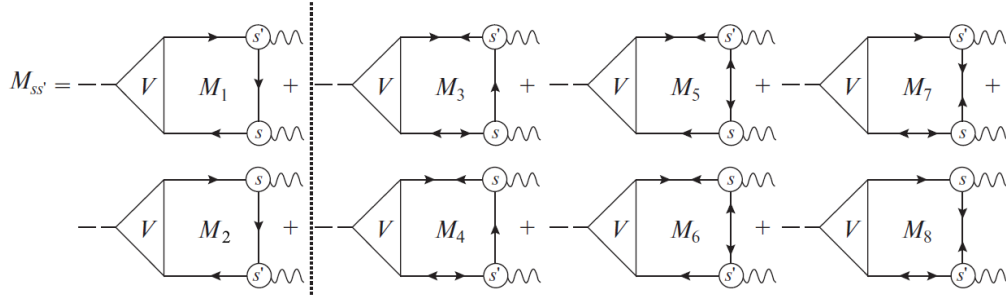 M_{ss'} = V M_1 s' s + V M_3 s' s + V M_5 s' s + V M_7 s' s +
V M_2 s s' + V M_4 s s' + V M_6 s s' + V M_8 s s'